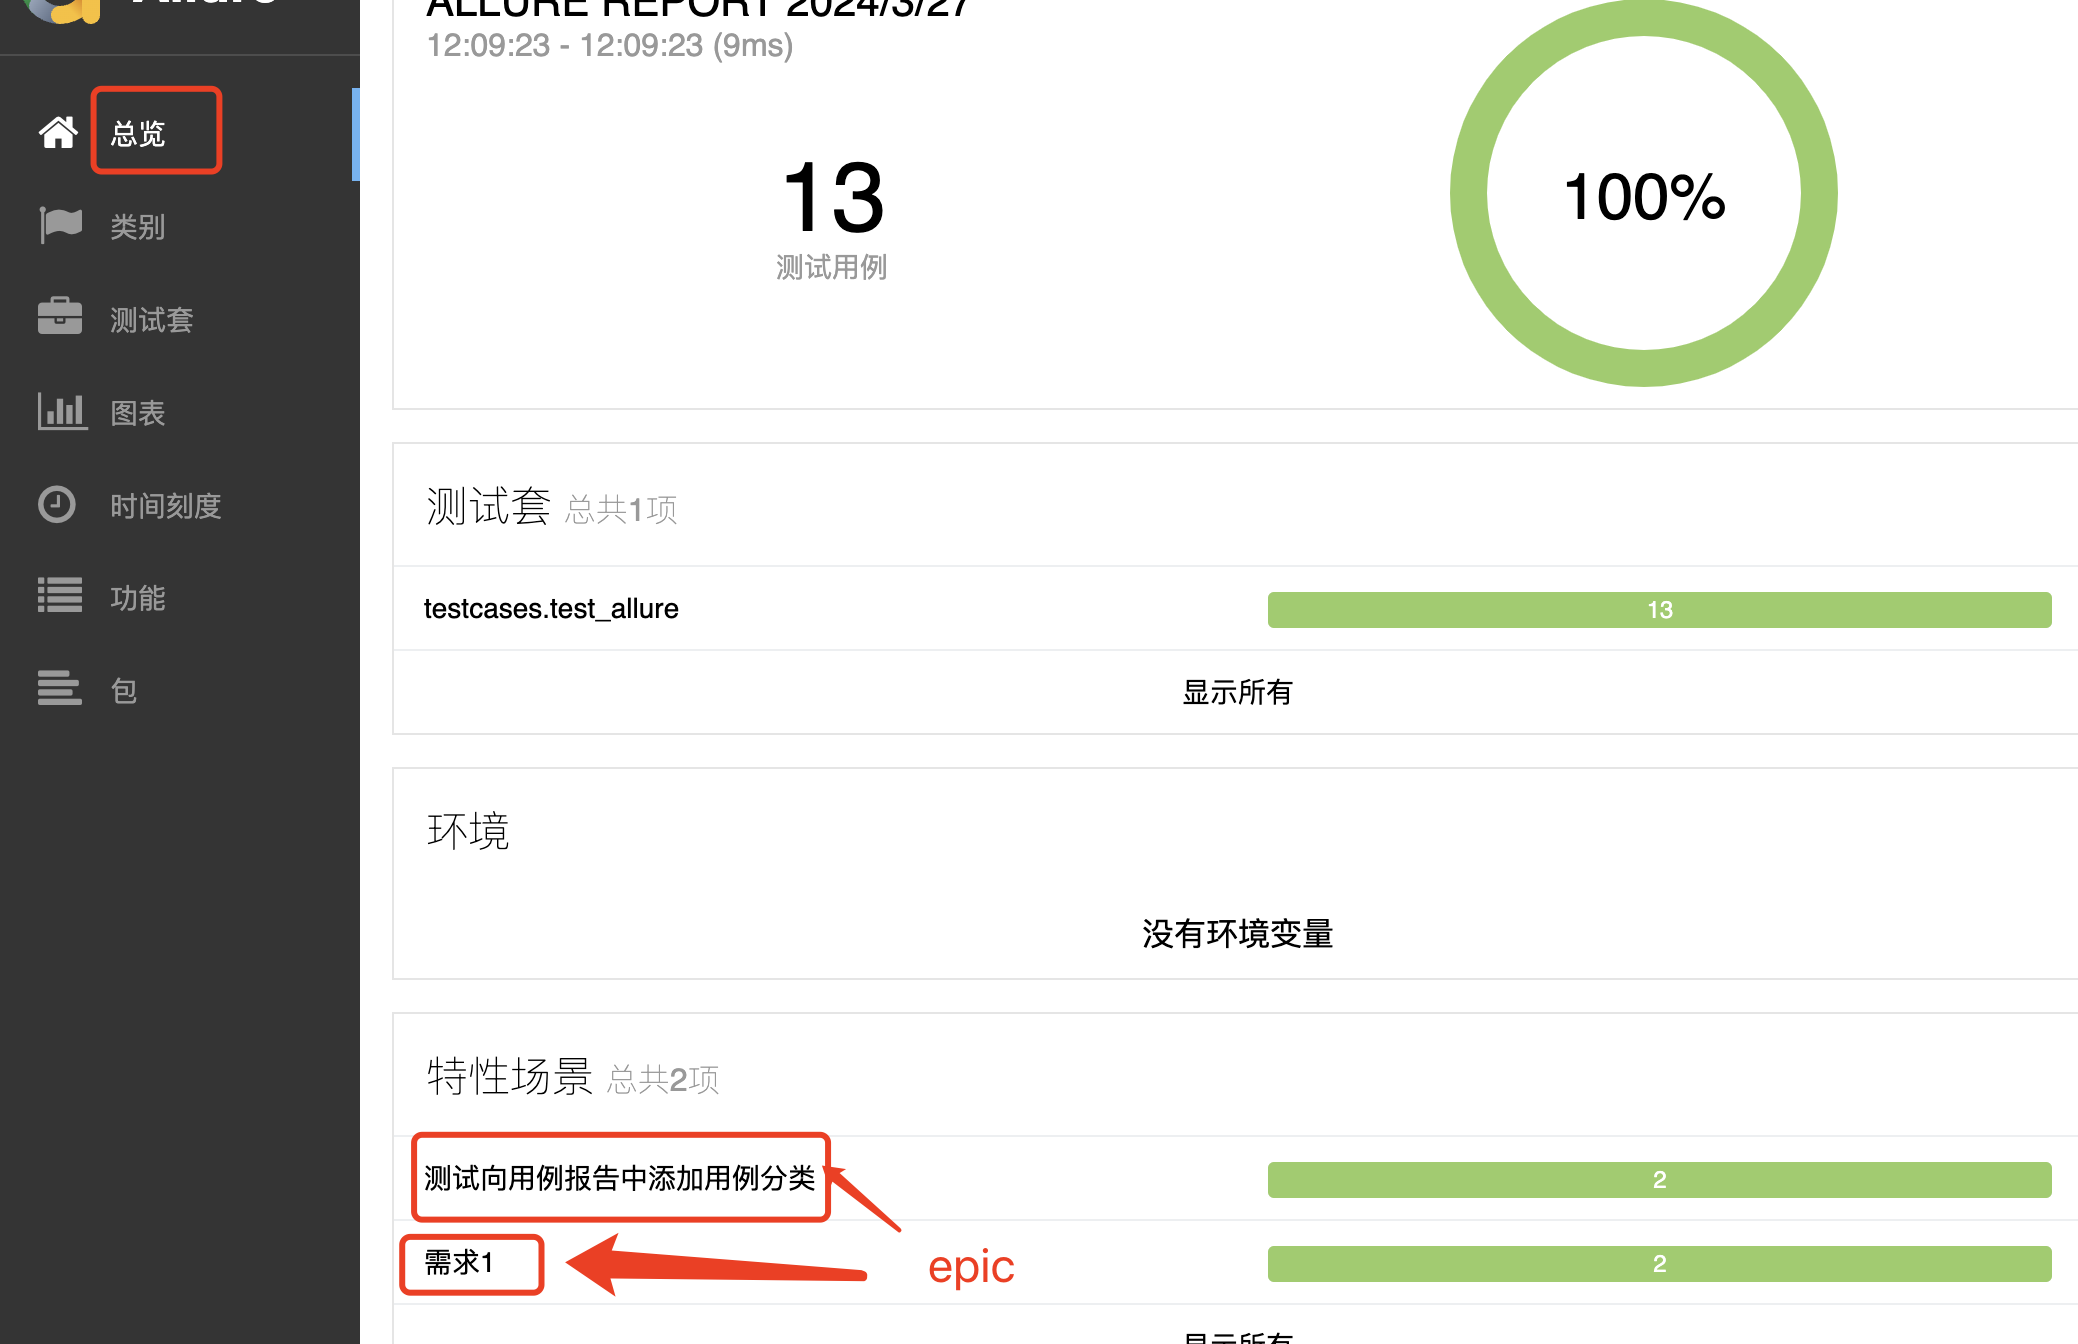 Allure
ALLURE REPORT 2024/3/27
12:09:23 - 12:09:23 (9ms)
总览
类别
测试套
图表
时间刻度
功能
包
13
测试用例
100%
测试套 总共1项
testcases.test_allure
13
显示所有
环境
没有环境变量
特性场景 总共2项
测试向用例报告中添加用例分类
2
需求1
2
epic
显示所有